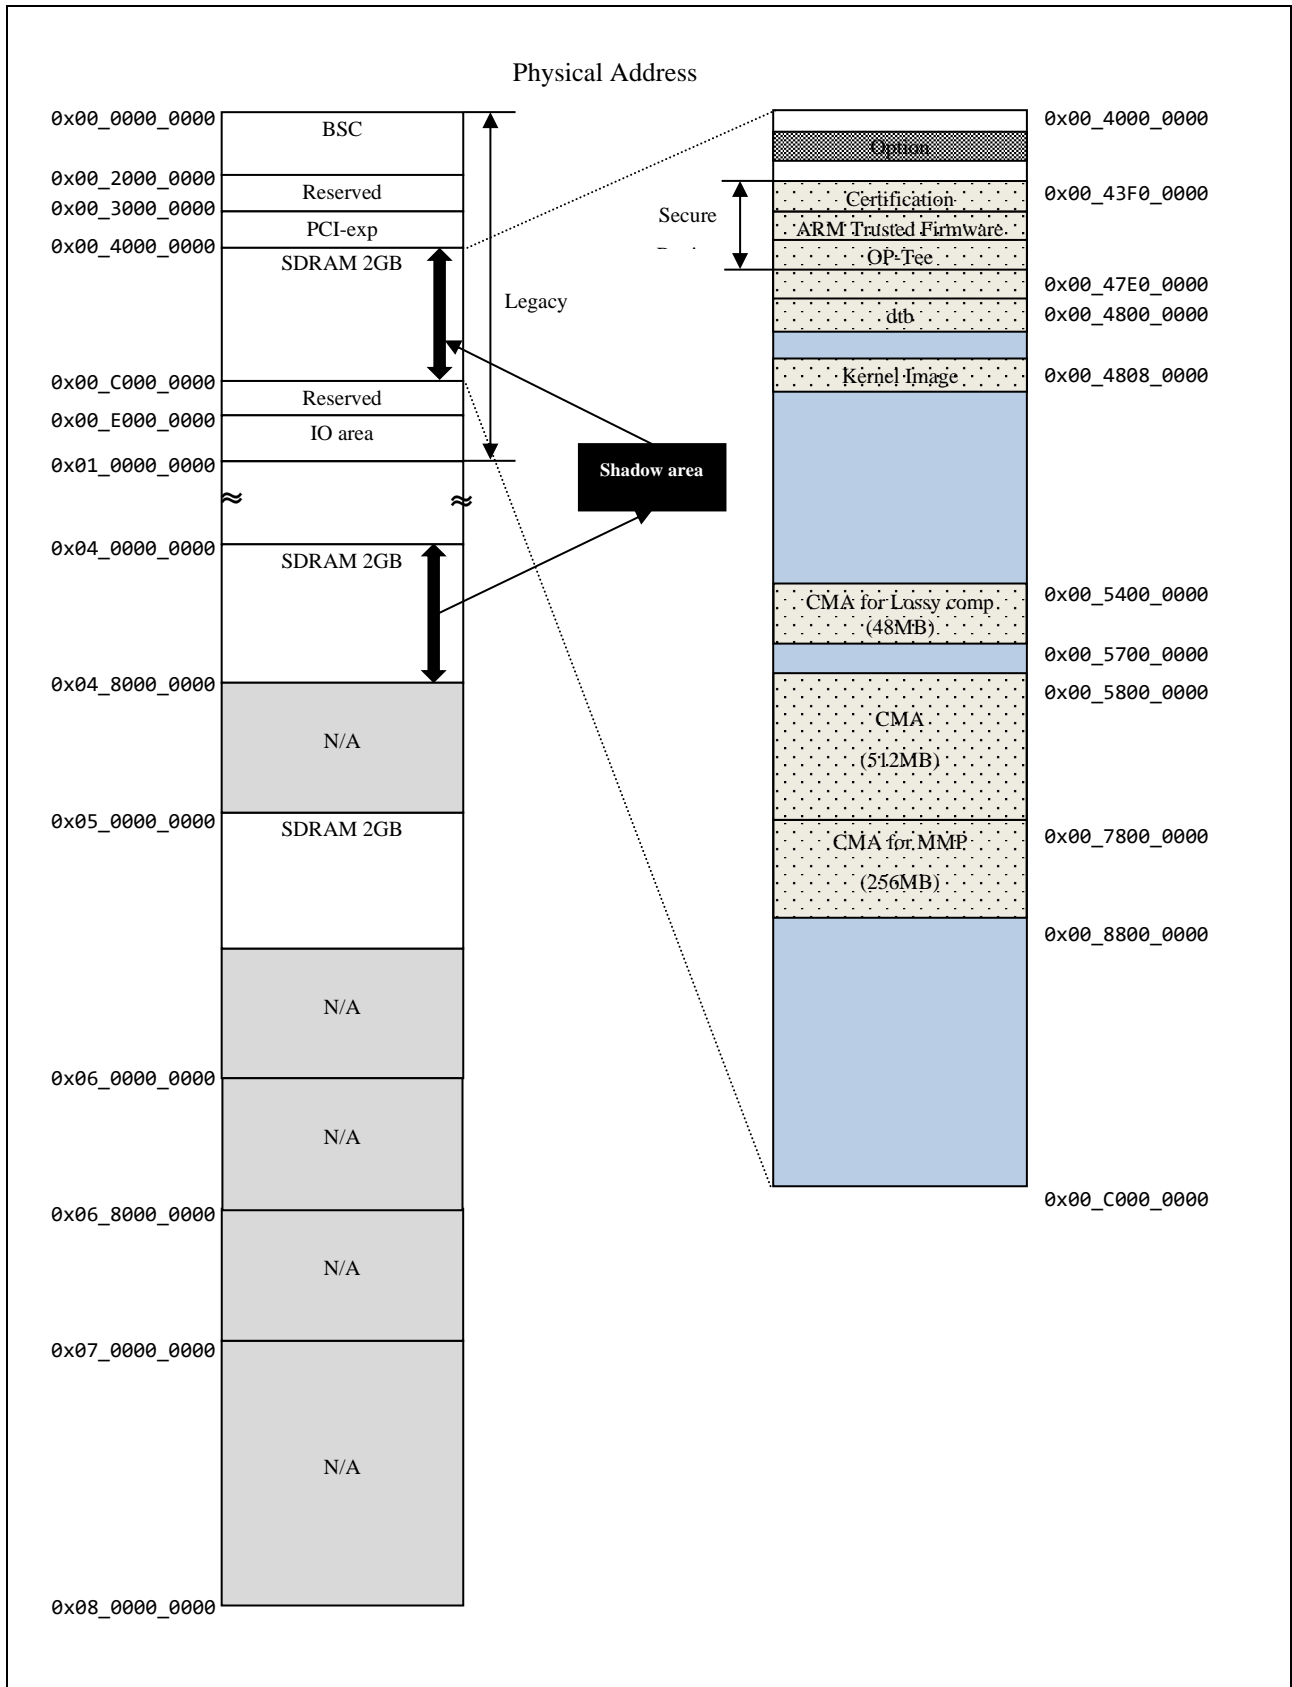 Physical Address
0x00_0000_0000
BSC
0x00_2000_0000
Reserved
0x00_3000_0000
PCI-exp
0x00_4000_0000
SDRAM 2GB
Legacy
0x00_C000_0000
Reserved
0x00_E000_0000
IO area
0x01_0000_0000
≈
≈
0x04_0000_0000
SDRAM 2GB
0x04_8000_0000
N/A
0x05_0000_0000
SDRAM 2GB
N/A
0x06_0000_0000
N/A
0x06_8000_0000
N/A
0x07_0000_0000
N/A
0x08_0000_0000
Shadow area
Secure
0x00_4000_0000
Option
Certification
0x00_43F0_0000
ARM Trusted Firmware
OP-Tee
0x00_47E0_0000
dtb
0x00_4800_0000
Kernel Image
0x00_4808_0000
CMA for Lossy comp
(48MB)
0x00_5400_0000
0x00_5700_0000
0x00_5800_0000
CMA
(512MB)
0x00_7800_0000
CMA for MMP
(256MB)
0x00_8800_0000
0x00_C000_0000